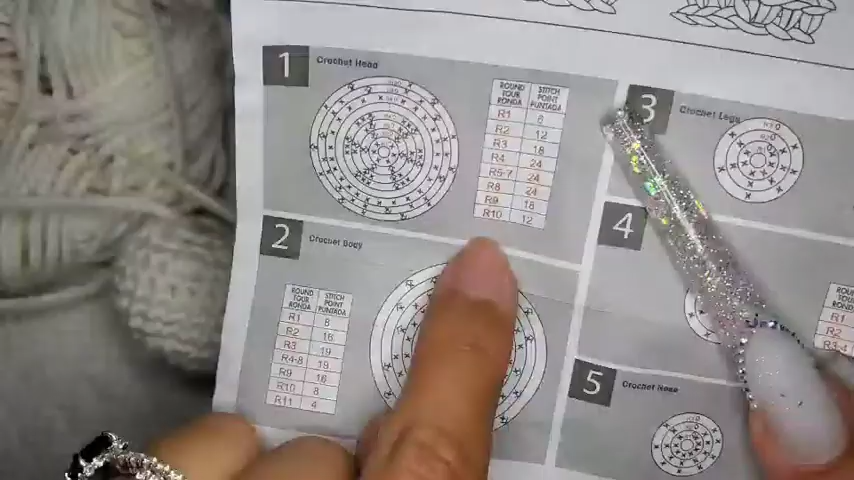 1 Crochet Head
ROUND STITCH
TOUR POINT
RONDA PUNTADA
R1 6
R2 12
R3 18
R4 24
R5-7 24
R8 24
R9 18
R10 12
2 Crochet Body
ROUND STITCH
TOUR POINT
RONDA PUNTADA
R1 8
R2 16
R3 19
R4-8 19
R9 16
R10 8
R11 4
3 Crochet Legs
4
ROUND
TOUR
RONDA
R1
R2
R3-4
5 Crochet Nose